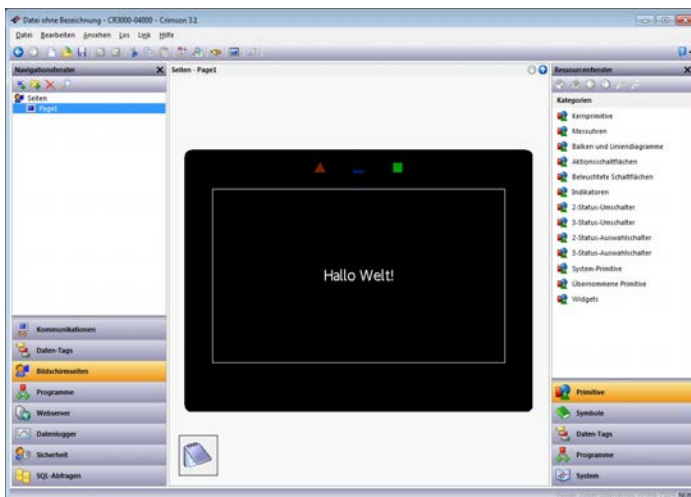 Datei ohne Bezeichnung - CR3000-04000 - Crimson 3.1
Datei Bearbeiten Ansehen Los Link Hilfe
Navigationsfenster
Seiten
Page1
Kommunikationen
Daten-Tags
Bildschirmseiten
Programme
Webserver
Datenlogger
Sicherheit
SQL-Abfragen
Seiten - Page1
Hallo Welt!
Ressourcenfenster
Kategorien
Kernprimitive
Messuhren
Balken und Liniendiagramme
Aktionsschaltflächen
Beleuchtete Schaltflächen
Indikatoren
2-Status-Umschalter
3-Status-Umschalter
2-Status-Auswahlschalter
3-Status-Auswahlschalter
System-Primitive
Übernommene Primitive
Widgets
Primitive
Symbole
Daten-Tags
Programme
System